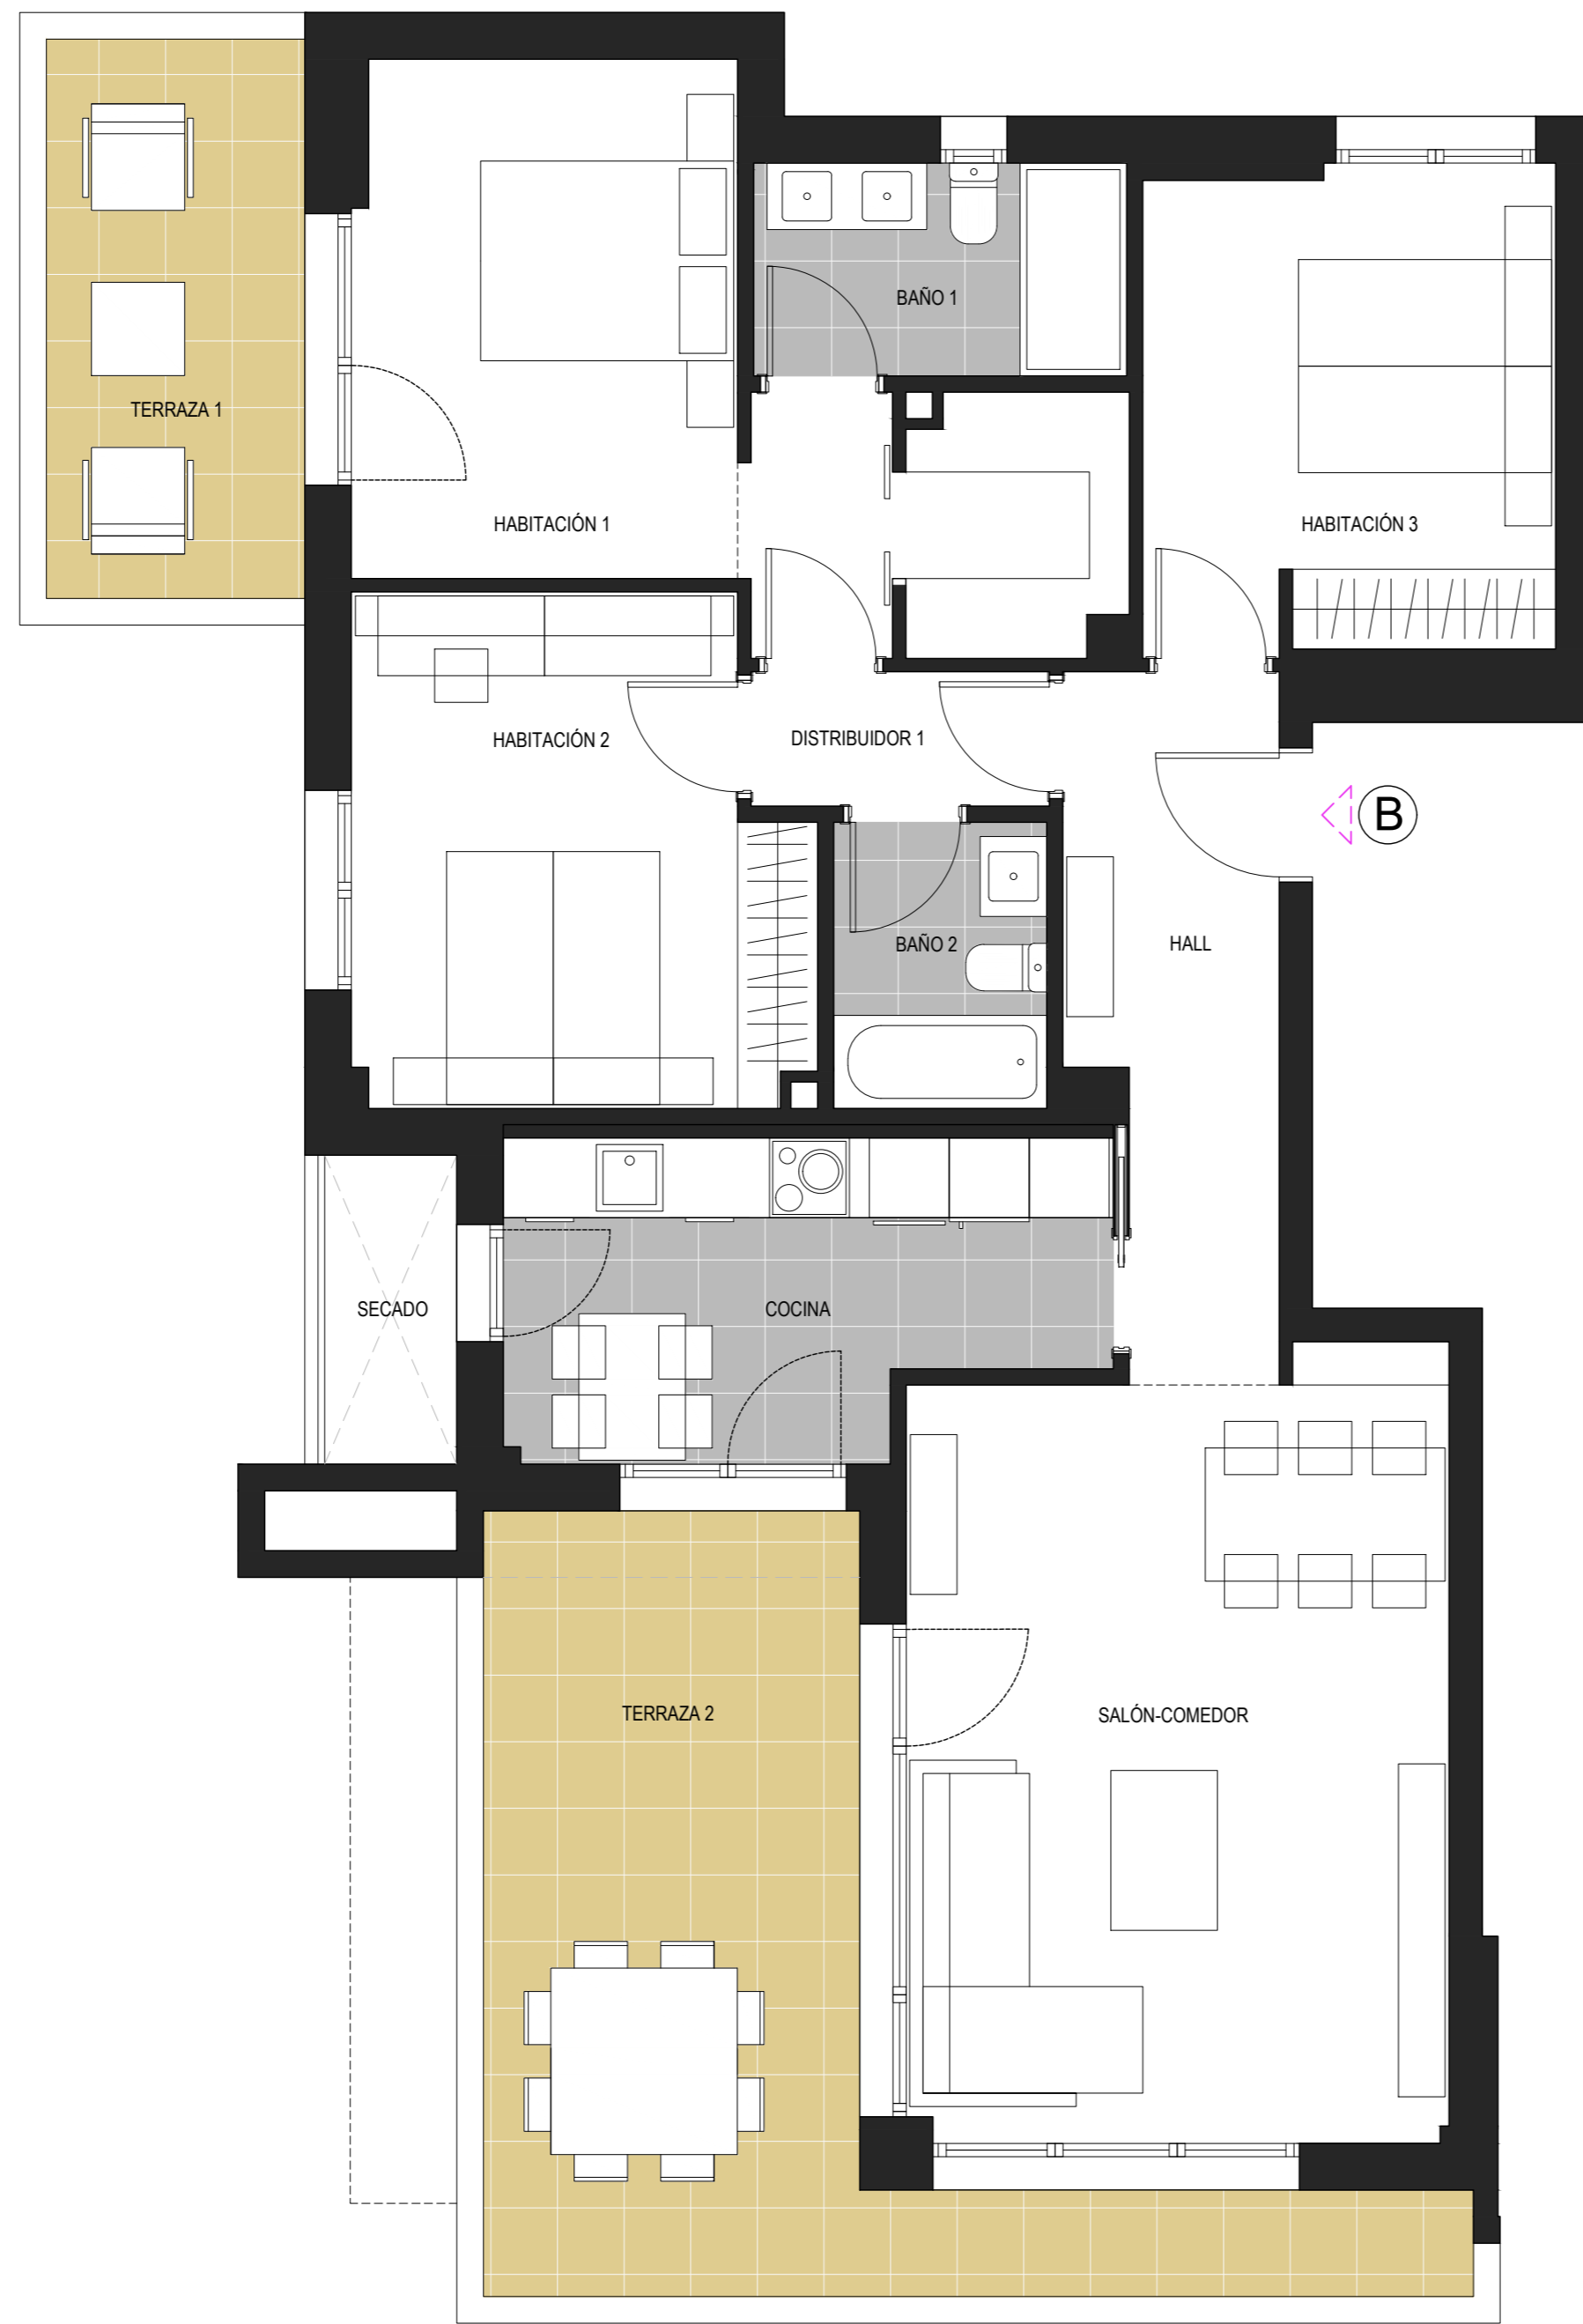 BAÑO 1
TERRAZA 1
HABITACIÓN 1
HABITACIÓN 3
HABITACIÓN 2
DISTRIBUIDOR 1
B
BAÑO 2
HALL
SECADO
COCINA
TERRAZA 2
SALÓN-COMEDOR